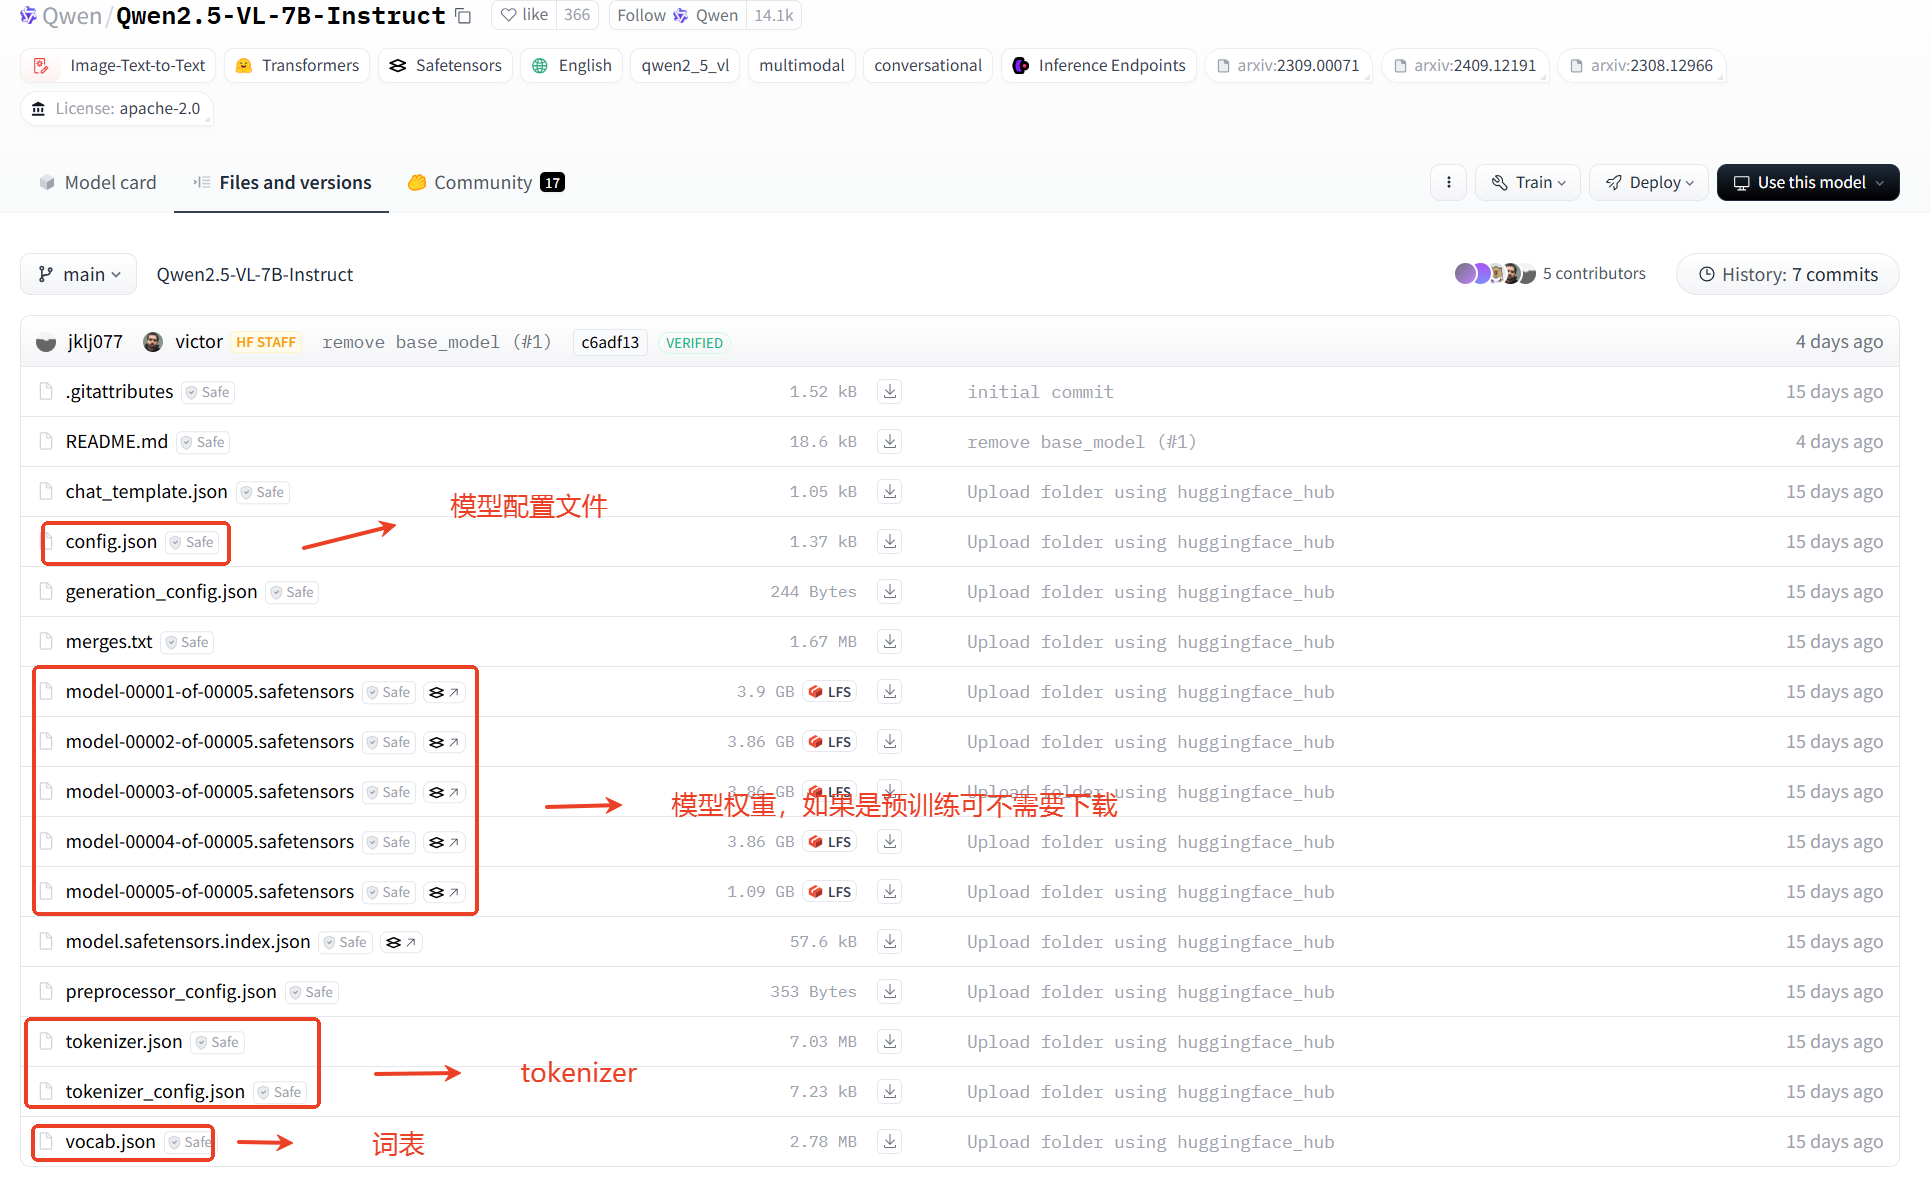 Qwen/Qwen2.5-VL-7B-Instruct like 366 Follow Qwen 14.1k
Image-Text-to-Text Transformers Safetensors English qwen2_5_vl multimodal conversational Inference Endpoints arxiv:2309.00071 arxiv:2409.12191 arxiv:2308.12966
License: apache-2.0
Model card Files and versions Community 17 Train Deploy Use this model
main Qwen2.5-VL-7B-Instruct 5 contributors History: 7 commits
jklj077 victor HF STAFF remove base_model (#1) c6adf13 VERIFIED 4 days ago
.gitattributes Safe 1.52 kB initial commit 15 days ago
README.md Safe 18.6 kB remove base_model (#1) 4 days ago
chat_template.json Safe 1.05 kB Upload folder using huggingface_hub 15 days ago
模型配置文件
config.json Safe 1.37 kB Upload folder using huggingface_hub 15 days ago
generation_config.json Safe 244 Bytes Upload folder using huggingface_hub 15 days ago
merges.txt Safe 1.67 MB Upload folder using huggingface_hub 15 days ago
model-00001-of-00005.safetensors Safe 3.9 GB LFS Upload folder using huggingface_hub 15 days ago
model-00002-of-00005.safetensors Safe 3.86 GB LFS Upload folder using huggingface_hub 15 days ago
model-00003-of-00005.safetensors Safe 3.86 GB LFS Upload folder using huggingface_hub 15 days ago
模型权重，如果是预训练可不需要下载
model-00004-of-00005.safetensors Safe 3.86 GB LFS Upload folder using huggingface_hub 15 days ago
model-00005-of-00005.safetensors Safe 1.09 GB LFS Upload folder using huggingface_hub 15 days ago
model.safetensors.index.json Safe 57.6 kB Upload folder using huggingface_hub 15 days ago
preprocessor_config.json Safe 353 Bytes Upload folder using huggingface_hub 15 days ago
tokenizer.json Safe 7.03 MB Upload folder using huggingface_hub 15 days ago
tokenizer
tokenizer_config.json Safe 7.23 kB Upload folder using huggingface_hub 15 days ago
vocab.json Safe 2.78 MB Upload folder using huggingface_hub 15 days ago
词表